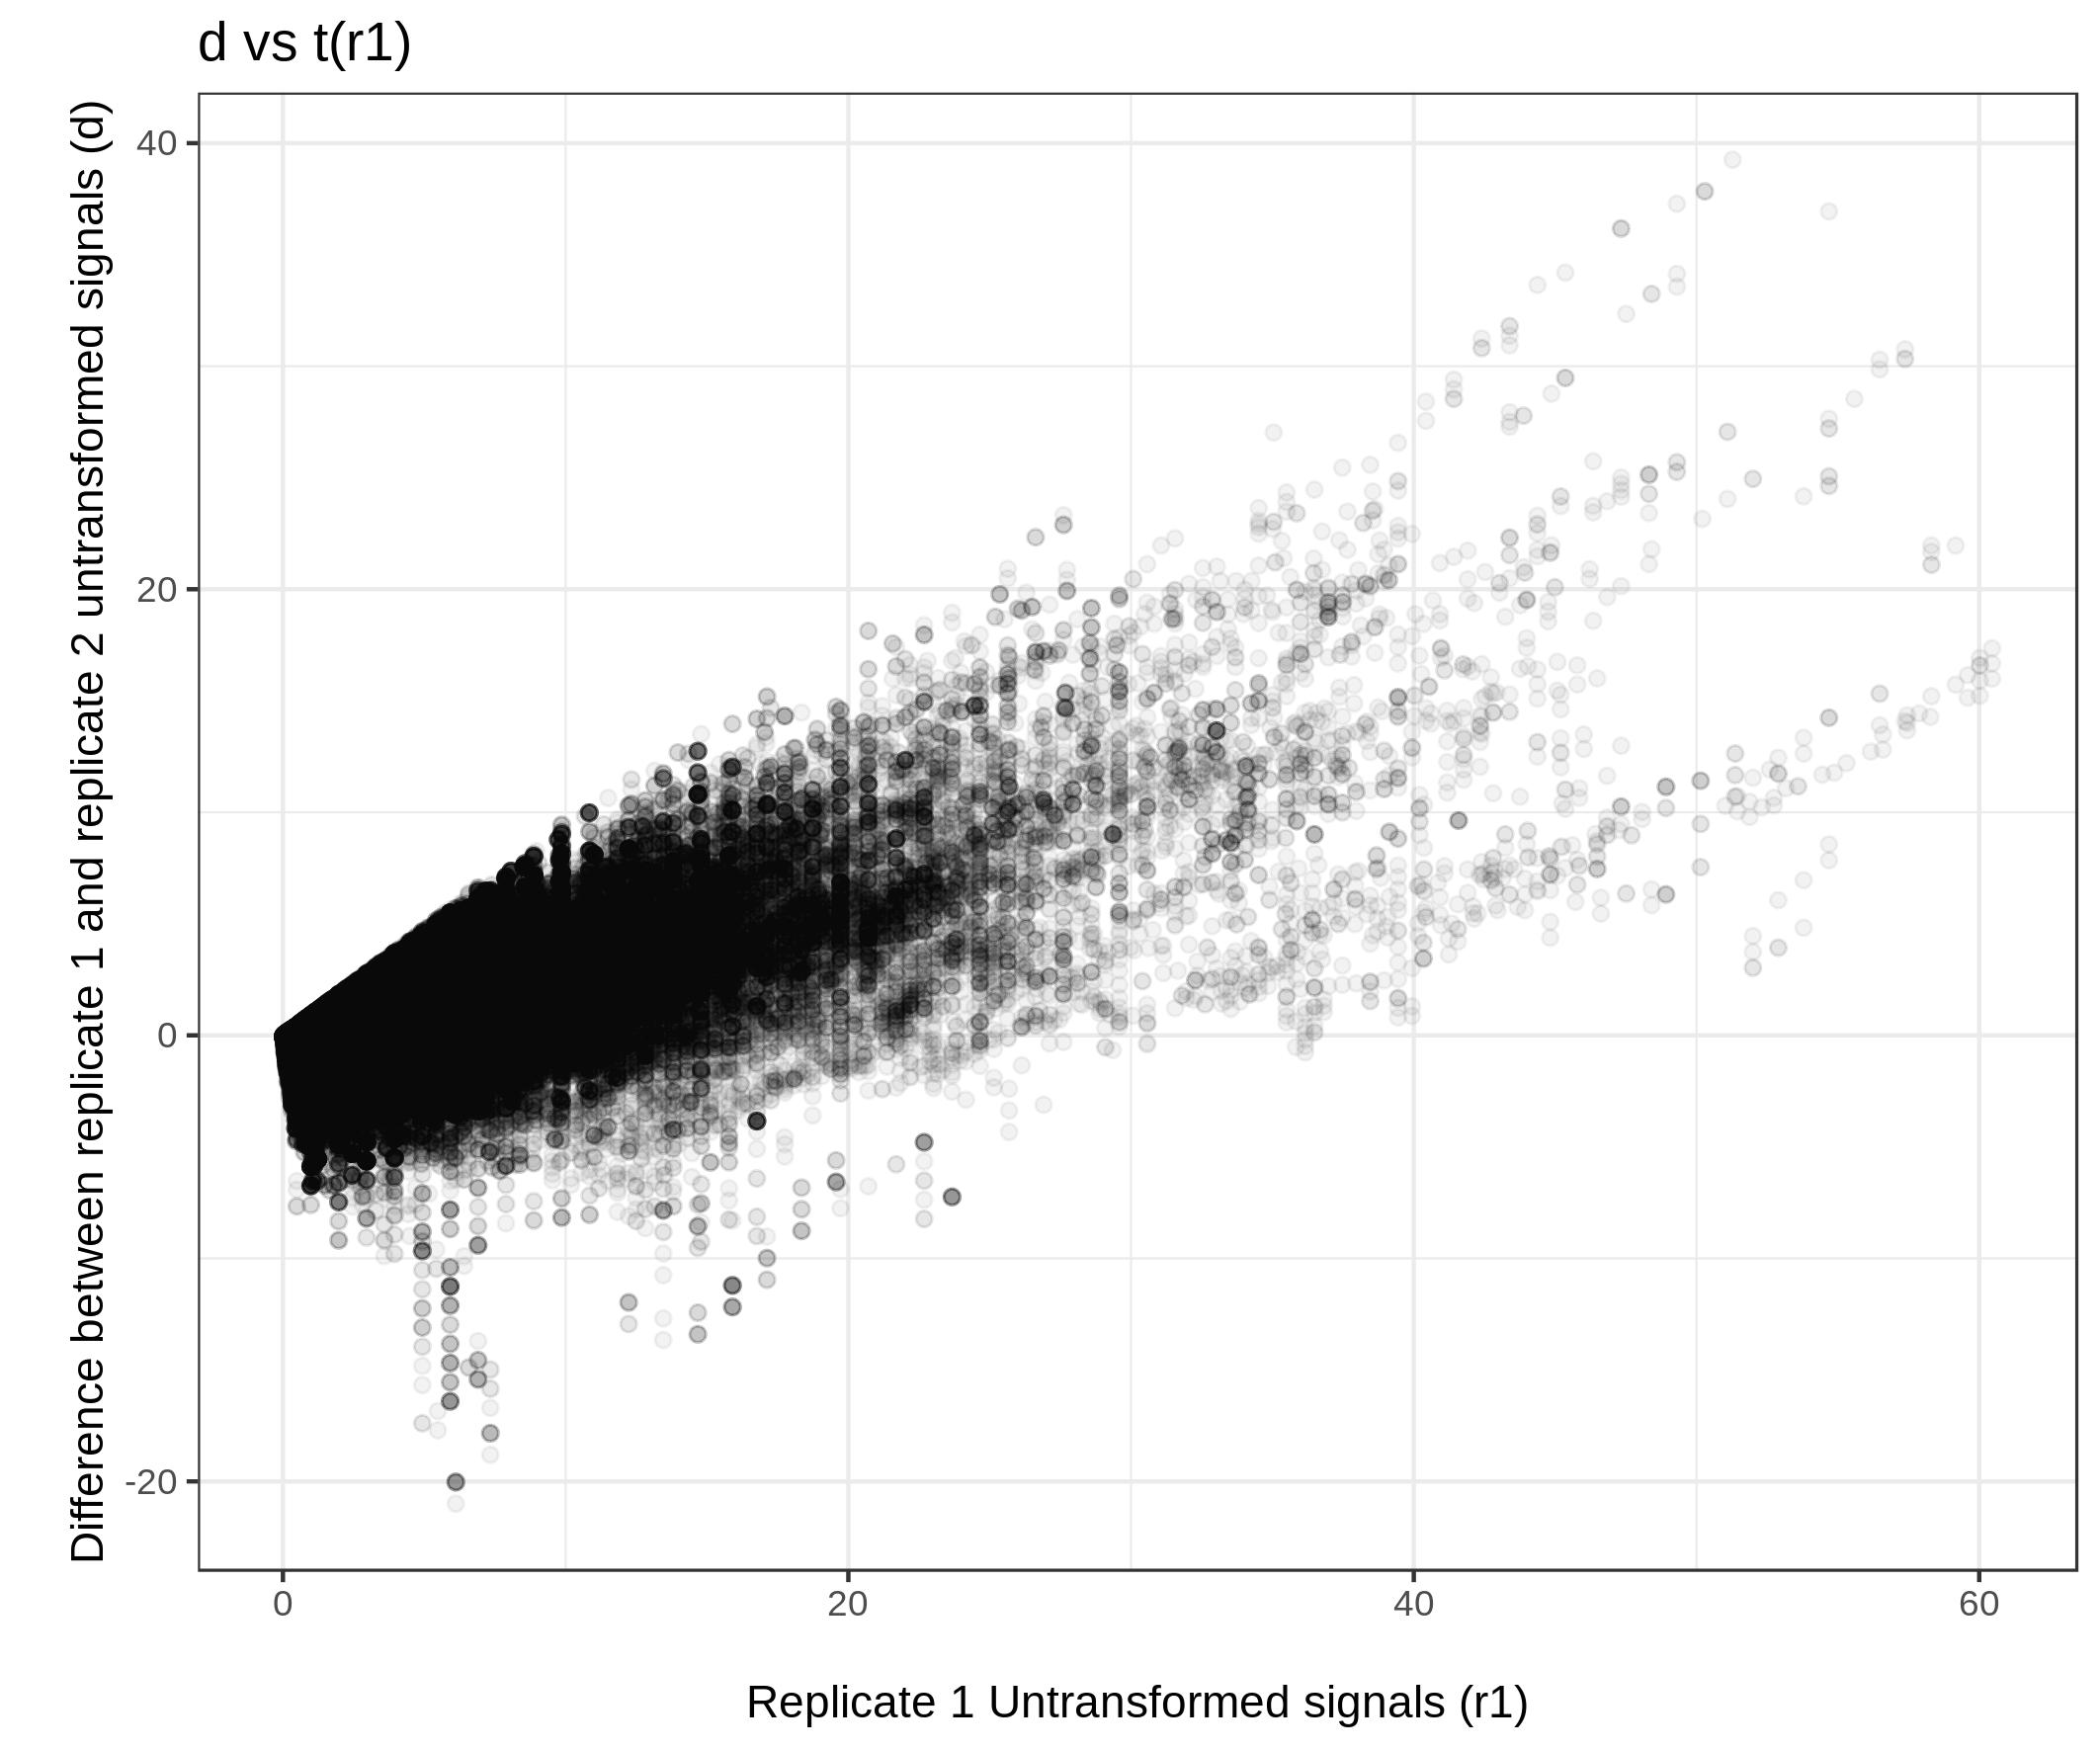 d vs t(r1)
Difference between replicate 1 and replicate 2 untransformed signals (d)
40
20
0
-20
0
20
40
60
Replicate 1 Untransformed signals (r1)